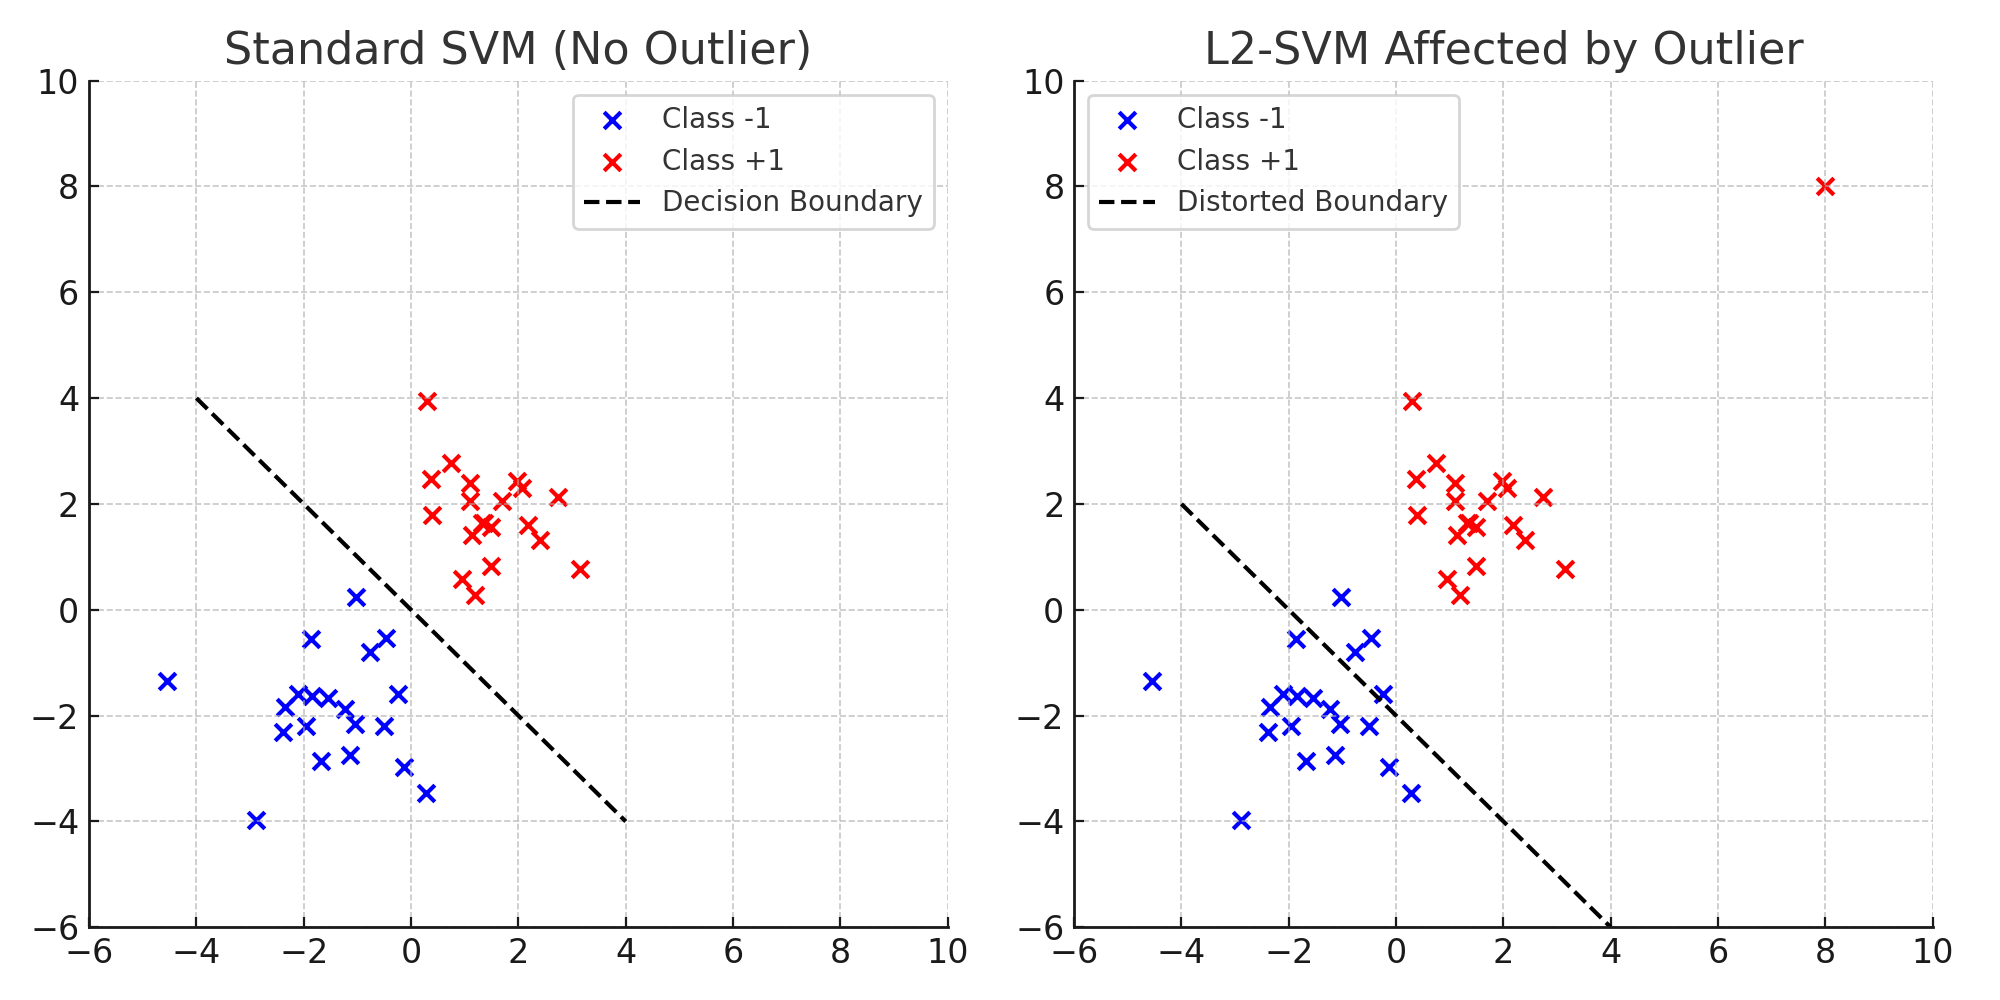 Standard SVM (No Outlier)
10
8
6
4
2
0
−2
−4
−6
−6 −4 −2 0 2 4 6 8 10
Class -1
Class +1
Decision Boundary
L2-SVM Affected by Outlier
10
8
6
4
2
0
−2
−4
−6
−6 −4 −2 0 2 4 6 8 10
Class -1
Class +1
Distorted Boundary